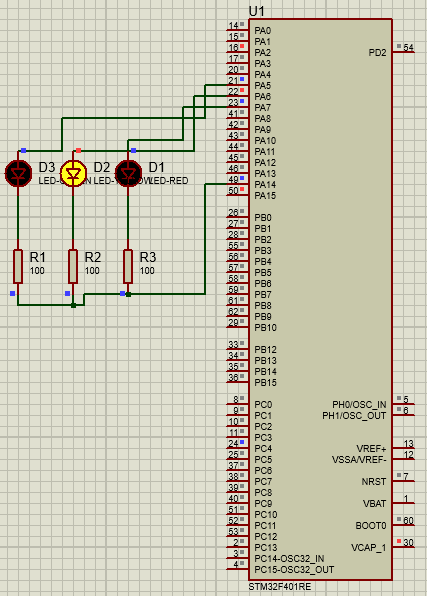 U1
14 PA0
15 PA1
16 PA2 PD2 54
17 PA3
20 PA4
21 PA5
22 PA6
23 PA7
41 PA8
42 PA9
43 PA10
44 PA11
45 PA12
46 PA13
49 PA14
50 PA15
D3 D2 D1
LED-RED
26 PB0
27 PB1
28 PB2
55 PB3
56 PB4
57 PB5
58 PB6
59 PB7
61 PB8
62 PB9
29 PB10
R1 R2 R3
100 100 100
33 PB12
34 PB13
35 PB14
36 PB15
8 PC0 PH0/OSC_IN 5
9 PC1 PH1/OSC_OUT 6
10 PC2
11 PC3
24 PC4 VREF+ 13
25 PC5 VSSA/VREF- 12
37 PC6
38 PC7 NRST 7
39 PC8
40 PC9 VBAT 1
51 PC10
52 PC11 BOOT0 60
53 PC12
2 PC13 VCAP_1 30
3 PC14-OSC32_IN
4 PC15-OSC32_OUT
STM32F401RE